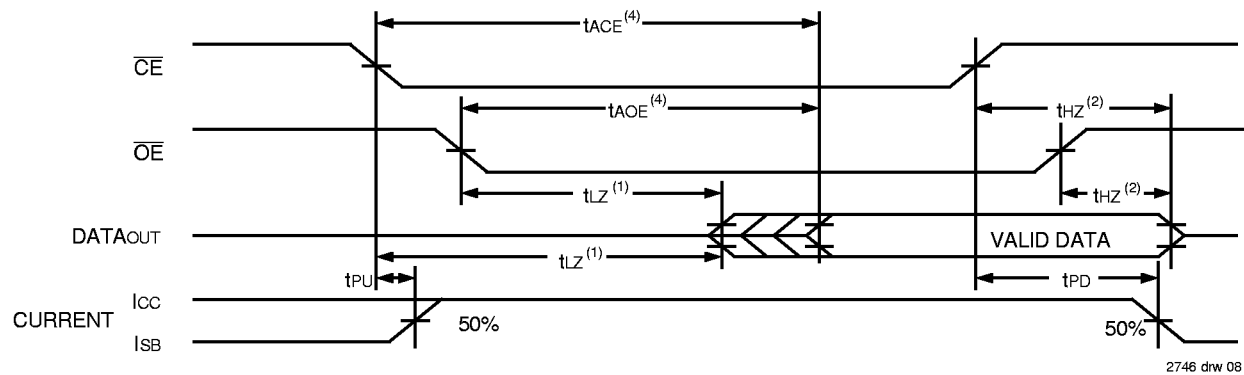 tACE(4)
CE
tAOE(4)
tHZ(2)
OE
tLZ(1)
tHZ(2)
DATAOUT
VALID DATA
tLZ(1)
tPU
tPD
ICC
CURRENT
50%
50%
ISB
2746 drw 08